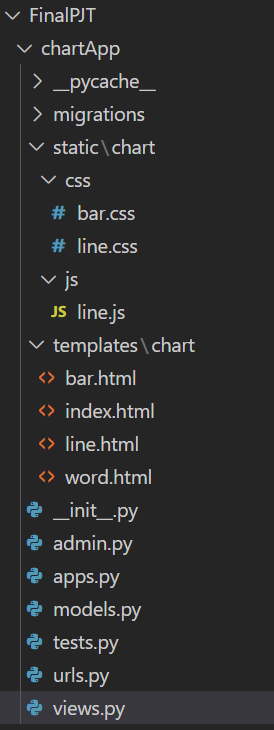 FinalPJT
chartApp
__pycache__
migrations
static\chart
css
# bar.css
# line.css
js
JS line.js
templates\chart
<> bar.html
<> index.html
<> line.html
<> word.html
__init__.py
admin.py
apps.py
models.py
tests.py
urls.py
views.py